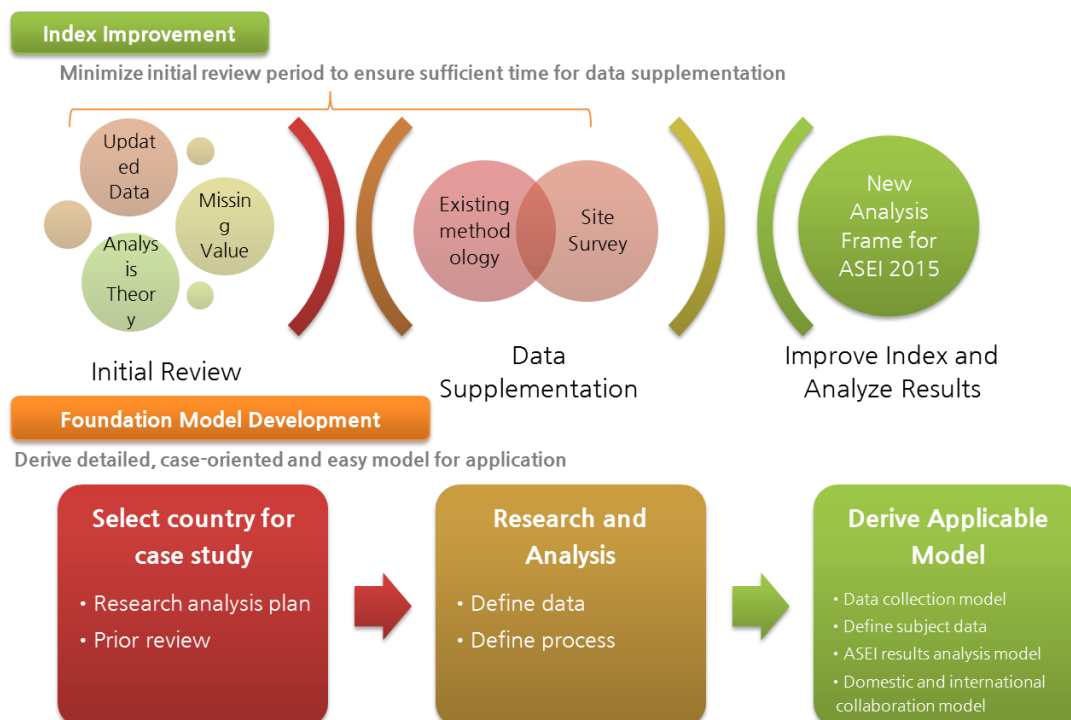 Index Improvement
Minimize initial review period to ensure sufficient time for data supplementation
Updat
ed
Data
Missing
Value
Analys
is
Theor
y
Initial Review
Existing
method
ology
Site
Survey
Data
Supplementation
New
Analysis
Frame for
ASEI 2015
Improve Index and
Analyze Results
Foundation Model Development
Derive detailed, case-oriented and easy model for application
Select country for
case study
• Research analysis plan
• Prior review
Research and
Analysis
• Define data
• Define process
Derive Applicable
Model
• Data collection model
• Define subject data
• ASEI results analysis model
• Domestic and international
collaboration model